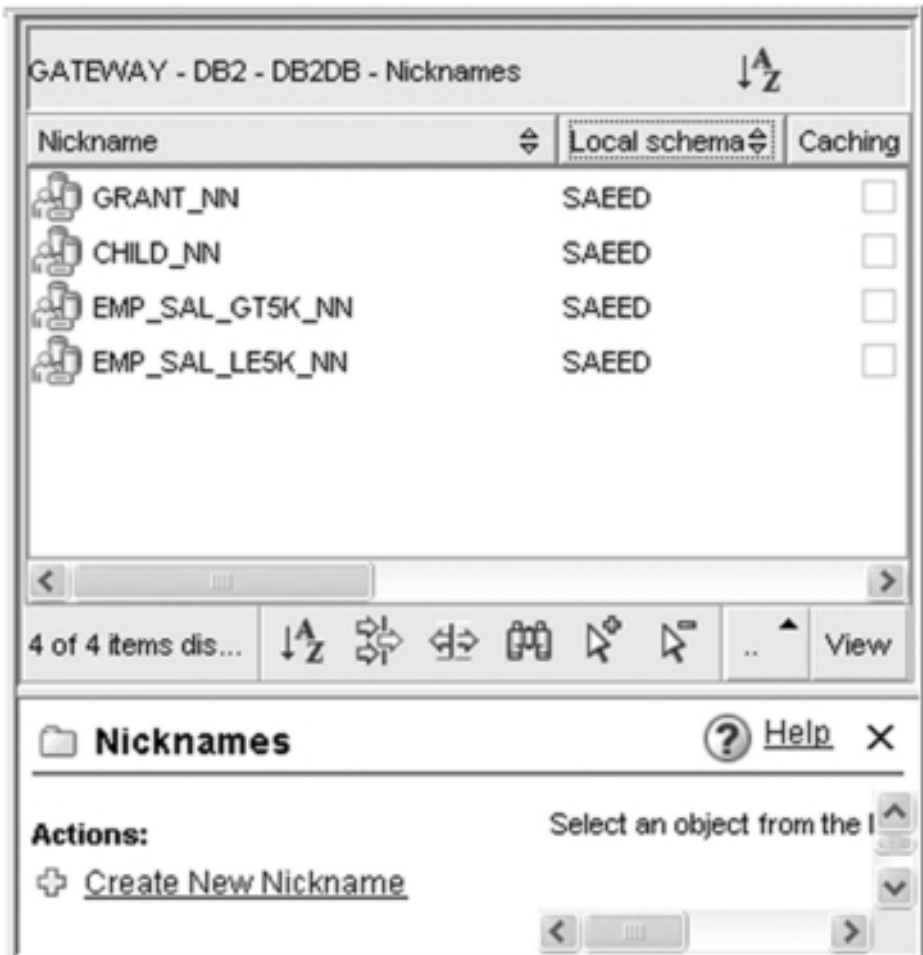 GATEWAY - DB2 - DB2DB - Nicknames
Nickname Local schema Caching
GRANT_NN SAEED
CHILD_NN SAEED
EMP_SAL_GT5K_NN SAEED
EMP_SAL_LE5K_NN SAEED
4 of 4 items dis... .. View
Nicknames Help
Actions: Select an object from the l
Create New Nickname